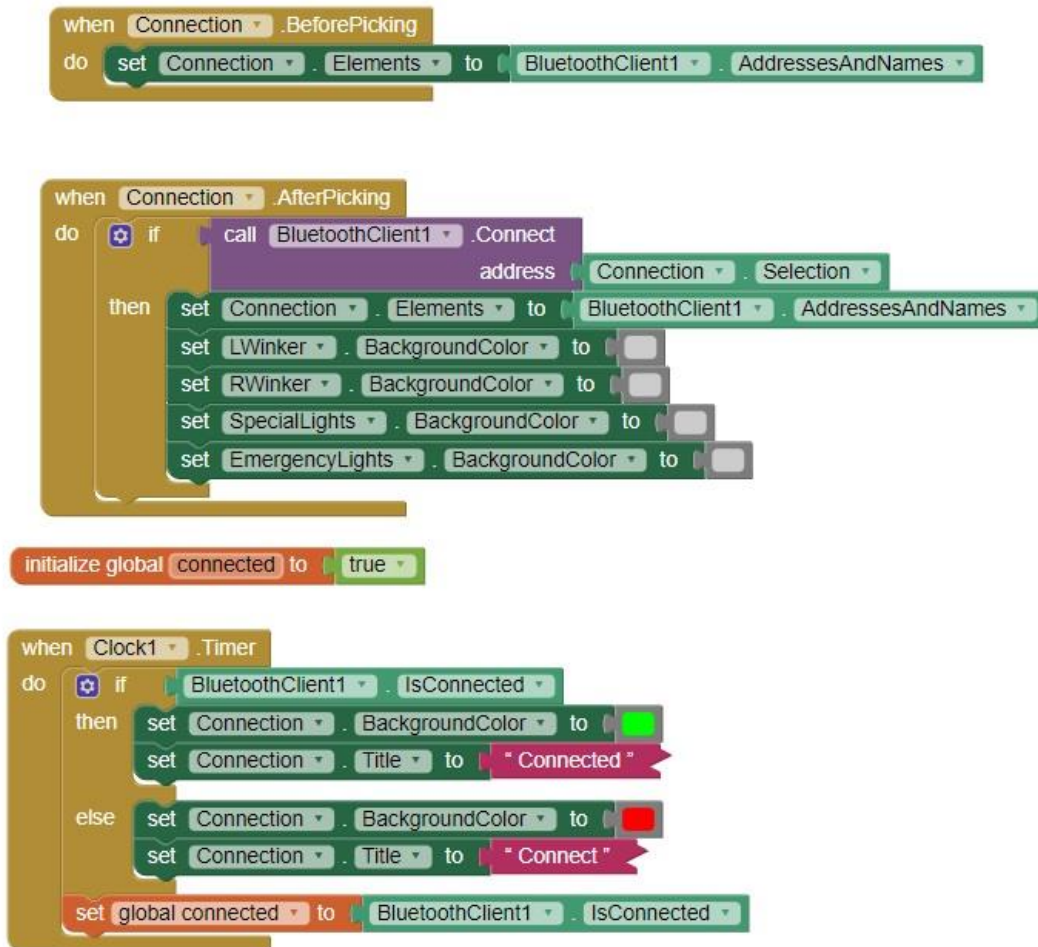 when Connection .BeforePicking
do set Connection . Elements to BluetoothClient1 . AddressesAndNames
when Connection .AfterPicking
do if call BluetoothClient1 .Connect
address Connection . Selection
then set Connection . Elements to BluetoothClient1 . AddressesAndNames
set LWinker . BackgroundColor to
set RWinker . BackgroundColor to
set SpecialLights . BackgroundColor to
set EmergencyLights . BackgroundColor to
initialize global connected to true
when Clock1 .Timer
do if BluetoothClient1 . IsConnected
then set Connection . BackgroundColor to
set Connection . Title to " Connected "
else set Connection . BackgroundColor to
set Connection . Title to " Connect "
set global connected to BluetoothClient1 . IsConnected